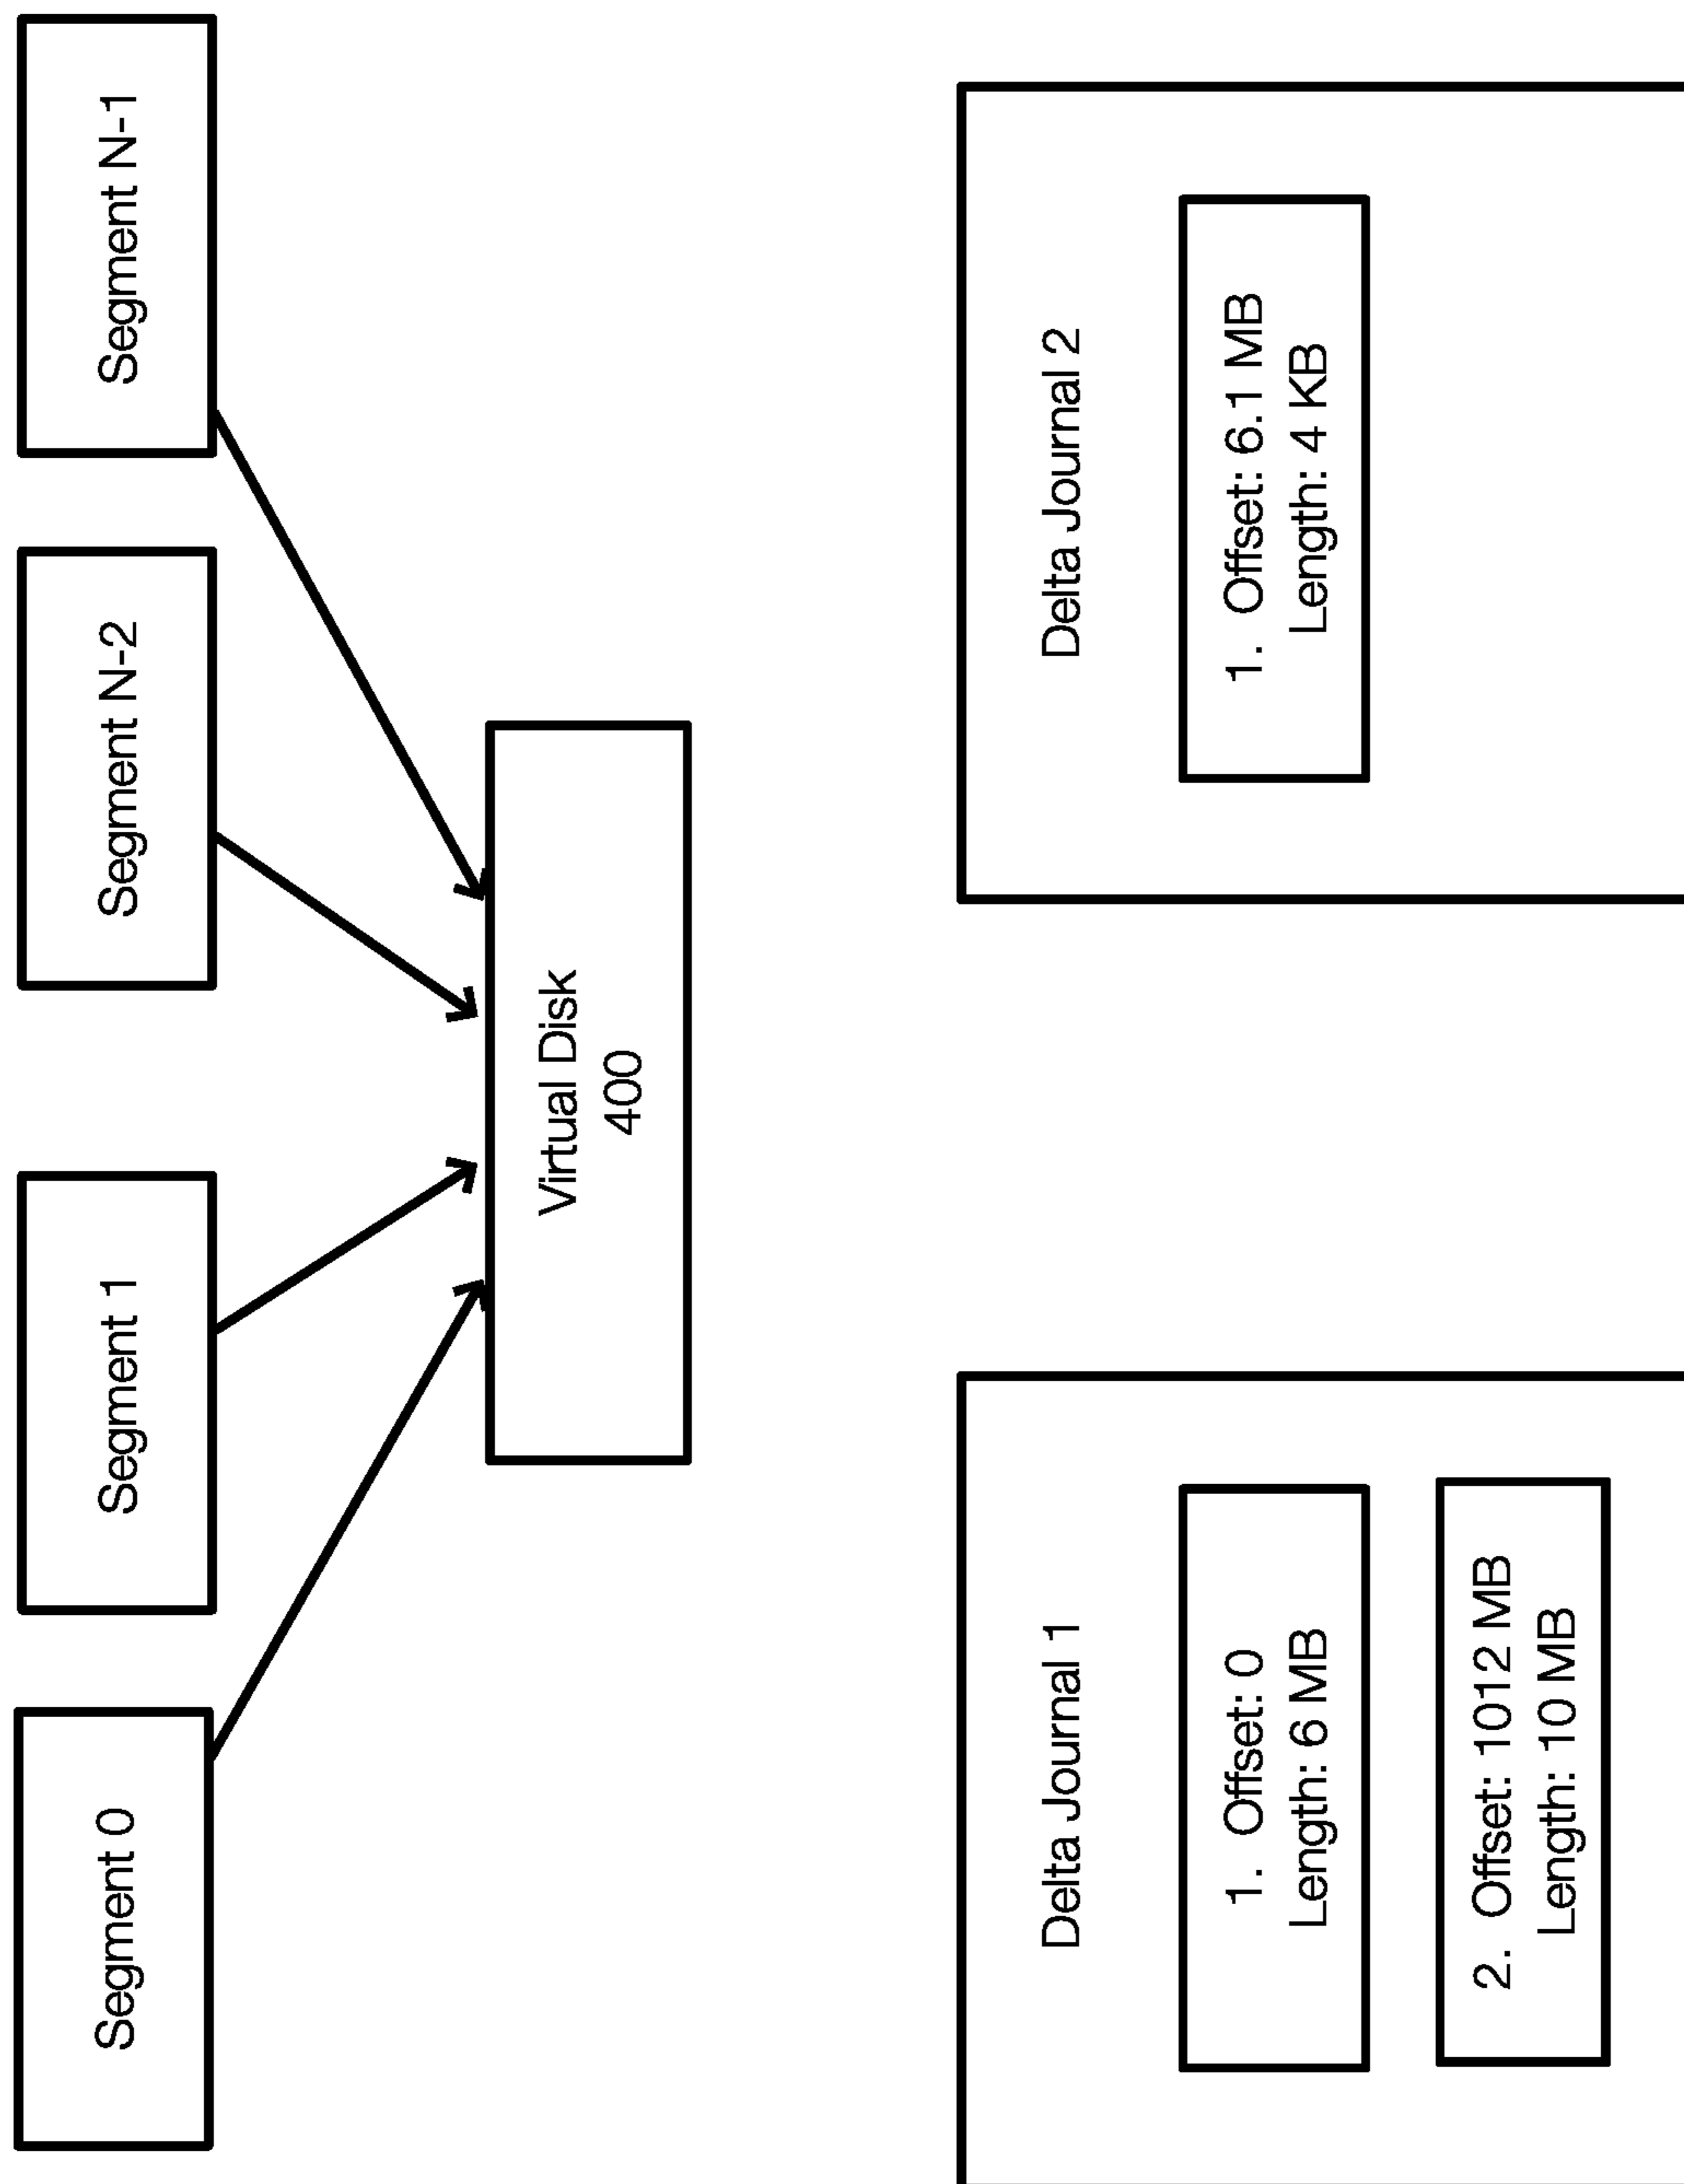 Segment 0
Segment 1
Segment N-2
Segment N-1
Virtual Disk
400
Delta Journal 1
1. Offset: 0
Length: 6 MB
2. Offset: 1012 MB
Length: 10 MB
Delta Journal 2
1. Offset: 6.1 MB
Length: 4 KB